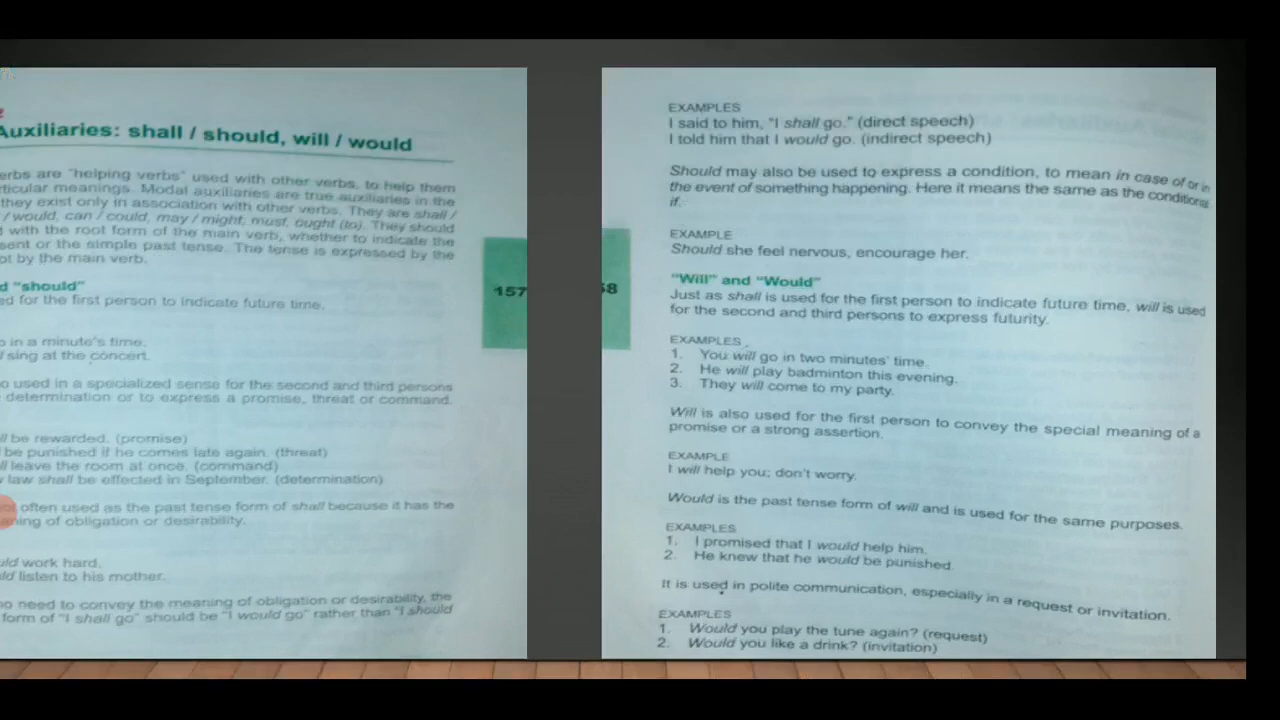 Auxiliaries: shall / should, will / would
erbs are "helping verbs" used with other verbs, to help them
rticular meanings. Modal auxiliaries are true auxiliaries in the
they exist only in association with other verbs. They are shall /
/ would, can / could, may / might, must, ought (to). They should
with the root form of the main verb, whether to indicate the
sent or the simple past tense. The tense is expressed by the
ot by the main verb.
d "should"
ed for the first person to indicate future time.
in a minute's time.
sing at the concert.
o used in a specialized sense for the second and third persons
determination or to express a promise, threat or command.
ll be rewarded. (promise)
be punished if he comes late again. (threat)
ll leave the room at once. (command)
law shall be effected in September. (determination)
often used as the past tense form of shall because it has the
ning of obligation or desirability.
uld work hard.
uld listen to his mother.
no need to convey the meaning of obligation or desirability, the
form of "I shall go" should be "I would go" rather than "I should
157
58
EXAMPLES
I said to him, "I shall go." (direct speech)
I told him that I would go. (indirect speech)
Should may also be used to express a condition, to mean in case of or in
the event of something happening. Here it means the same as the conditional
if.
EXAMPLE
Should she feel nervous, encourage her.
"Will" and "Would"
Just as shall is used for the first person to indicate future time, will is used
for the second and third persons to express futurity.
EXAMPLES
1. You will go in two minutes' time.
2. He will play badminton this evening.
3. They will come to my party.
Will is also used for the first person to convey the special meaning of a
promise or a strong assertion.
EXAMPLE
I will help you; don't worry.
Would is the past tense form of will and is used for the same purposes.
EXAMPLES
1. I promised that I would help him.
2. He knew that he would be punished.
It is used in polite communication, especially in a request or invitation.
EXAMPLES
1. Would you play the tune again? (request)
2. Would you like a drink? (invitation)